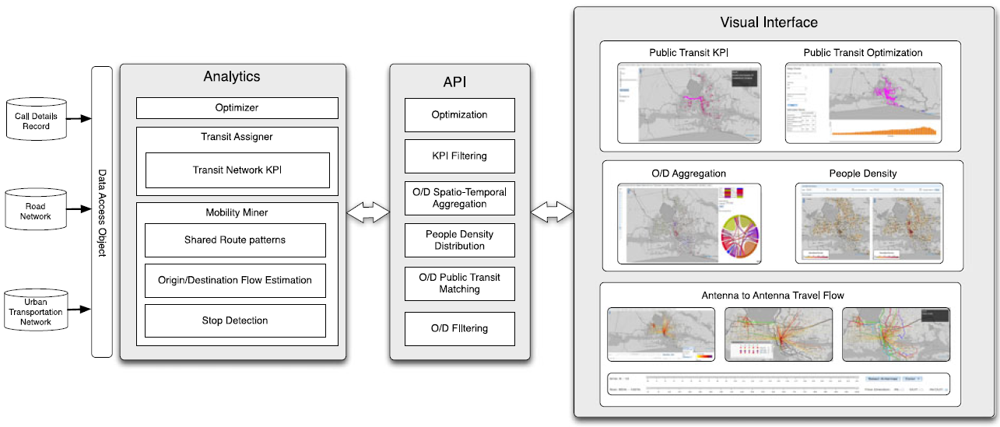 Call Details
Record
Road
Network
Urban
Transportation
Network
Data Access Object
Analytics
Optimizer
Transit Assigner
Transit Network KPI
Mobility Miner
Shared Route patterns
Origin/Destination Flow Estimation
Stop Detection
API
Optimization
KPI Filtering
O/D Spatio-Temporal
Aggregation
People Density
Distribution
O/D Public Transit
Matching
O/D FIltering
Visual Interface
Public Transit KPI
Public Transit Optimization
O/D Aggregation
People Density
Antenna to Antenna Travel Flow